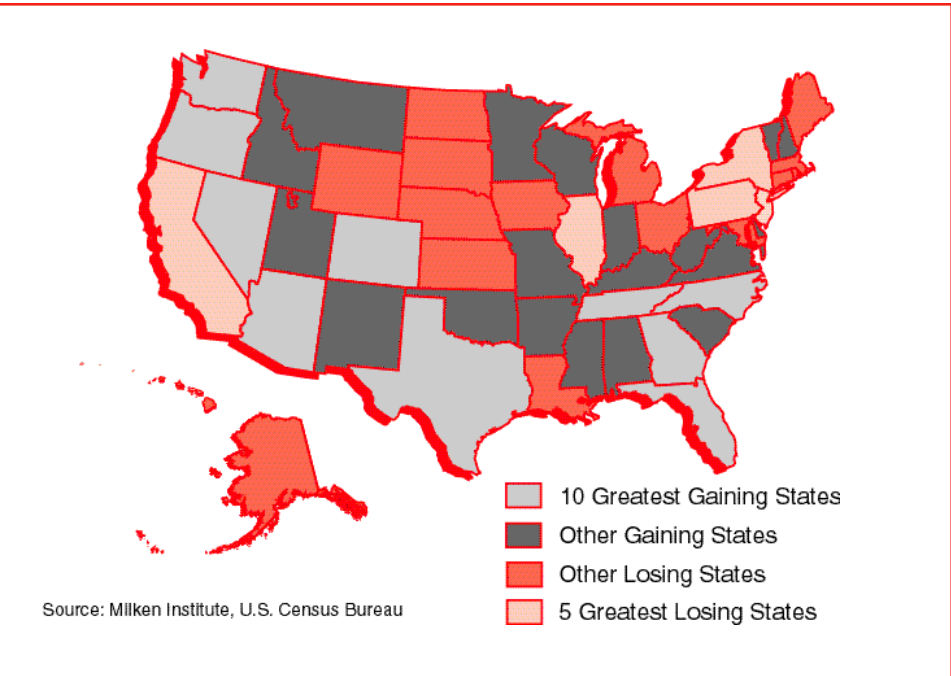 10 Greatest Gaining States
Other Gaining States
Other Losing States
5 Greatest Losing States
Source: Milken Institute, U.S. Census Bureau